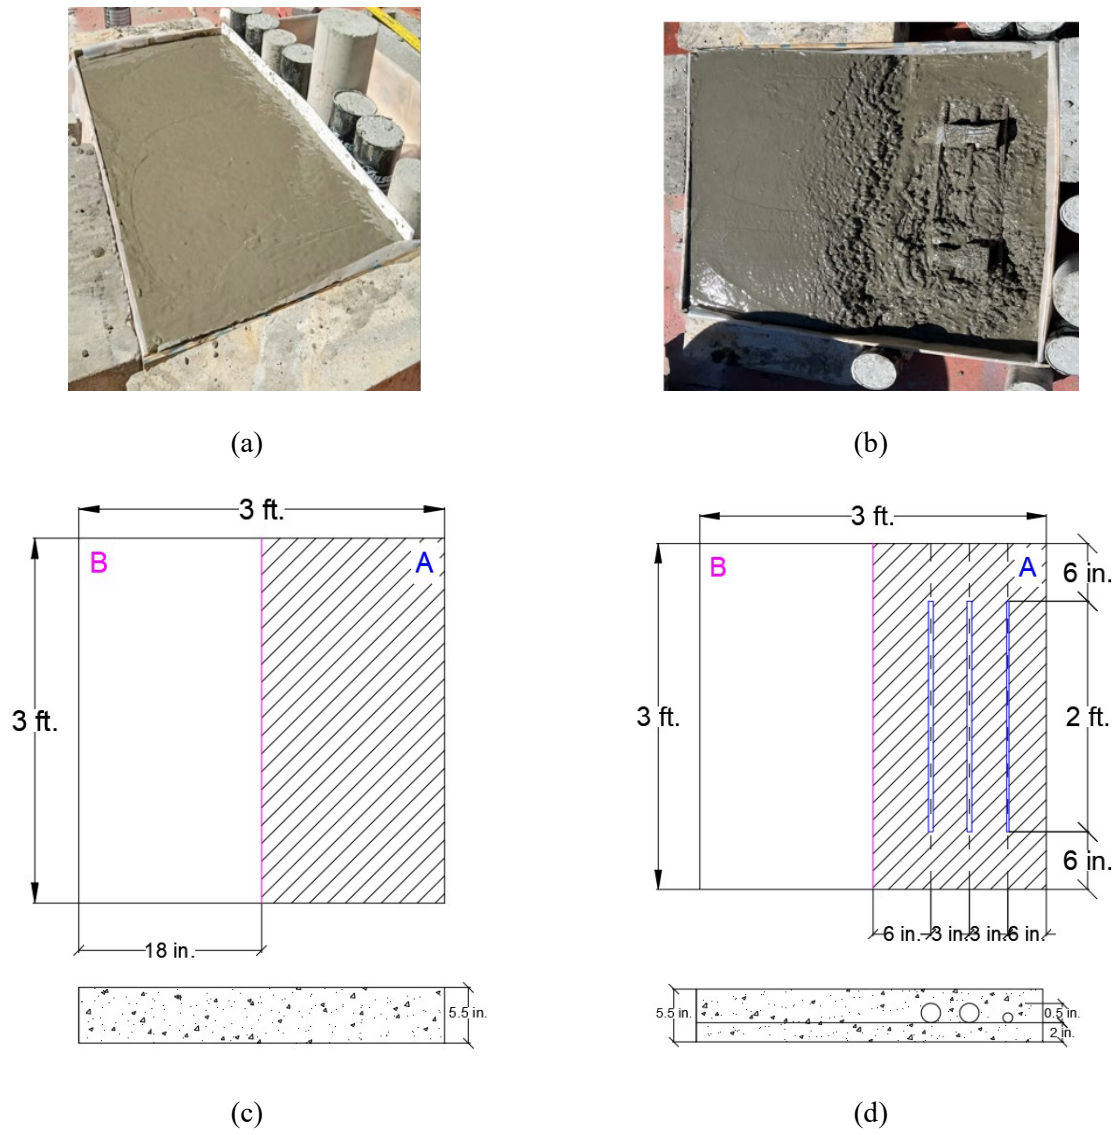 (a)
(b)
3 ft.
B
A
3 ft.
18 in.
5.5 in.
3 ft.
B
A
6 in.
3 ft.
2 ft.
6 in.
6 in.
3 in
3 in
6 in.
5.5 in.
0.5 in.
2 in.
(c)
(d)